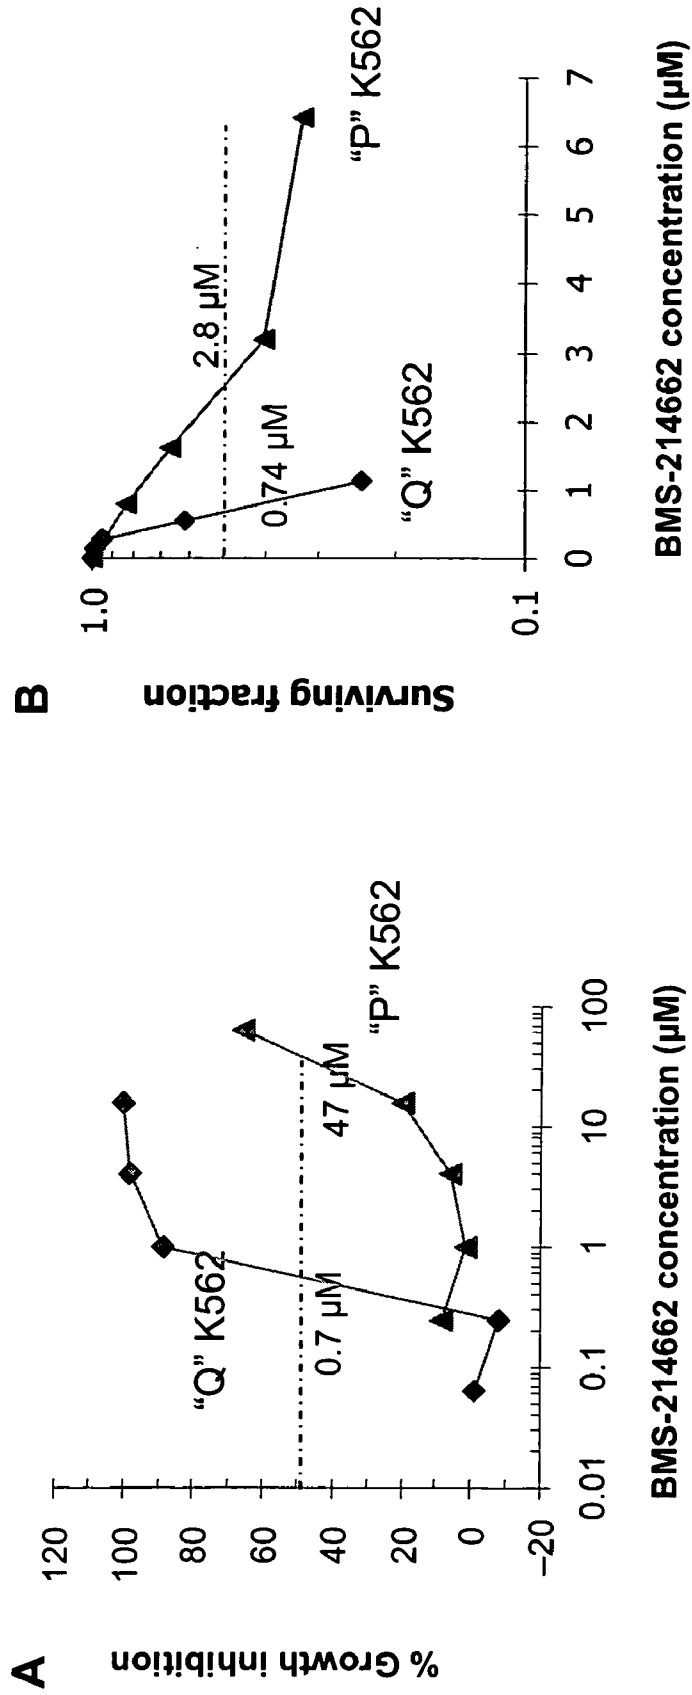 A
% Growth inhibition
120
100
80
60
40
20
0
–20
"Q" K562
0.7 µM
47 µM
"P" K562
0.01
0.1
1
10
100
BMS-214662 concentration (µM)
B
Surviving fraction
1.0
0.1
2.8 µM
0.74 µM
"Q" K562
"P" K562
0
1
2
3
4
5
6
7
BMS-214662 concentration (µM)